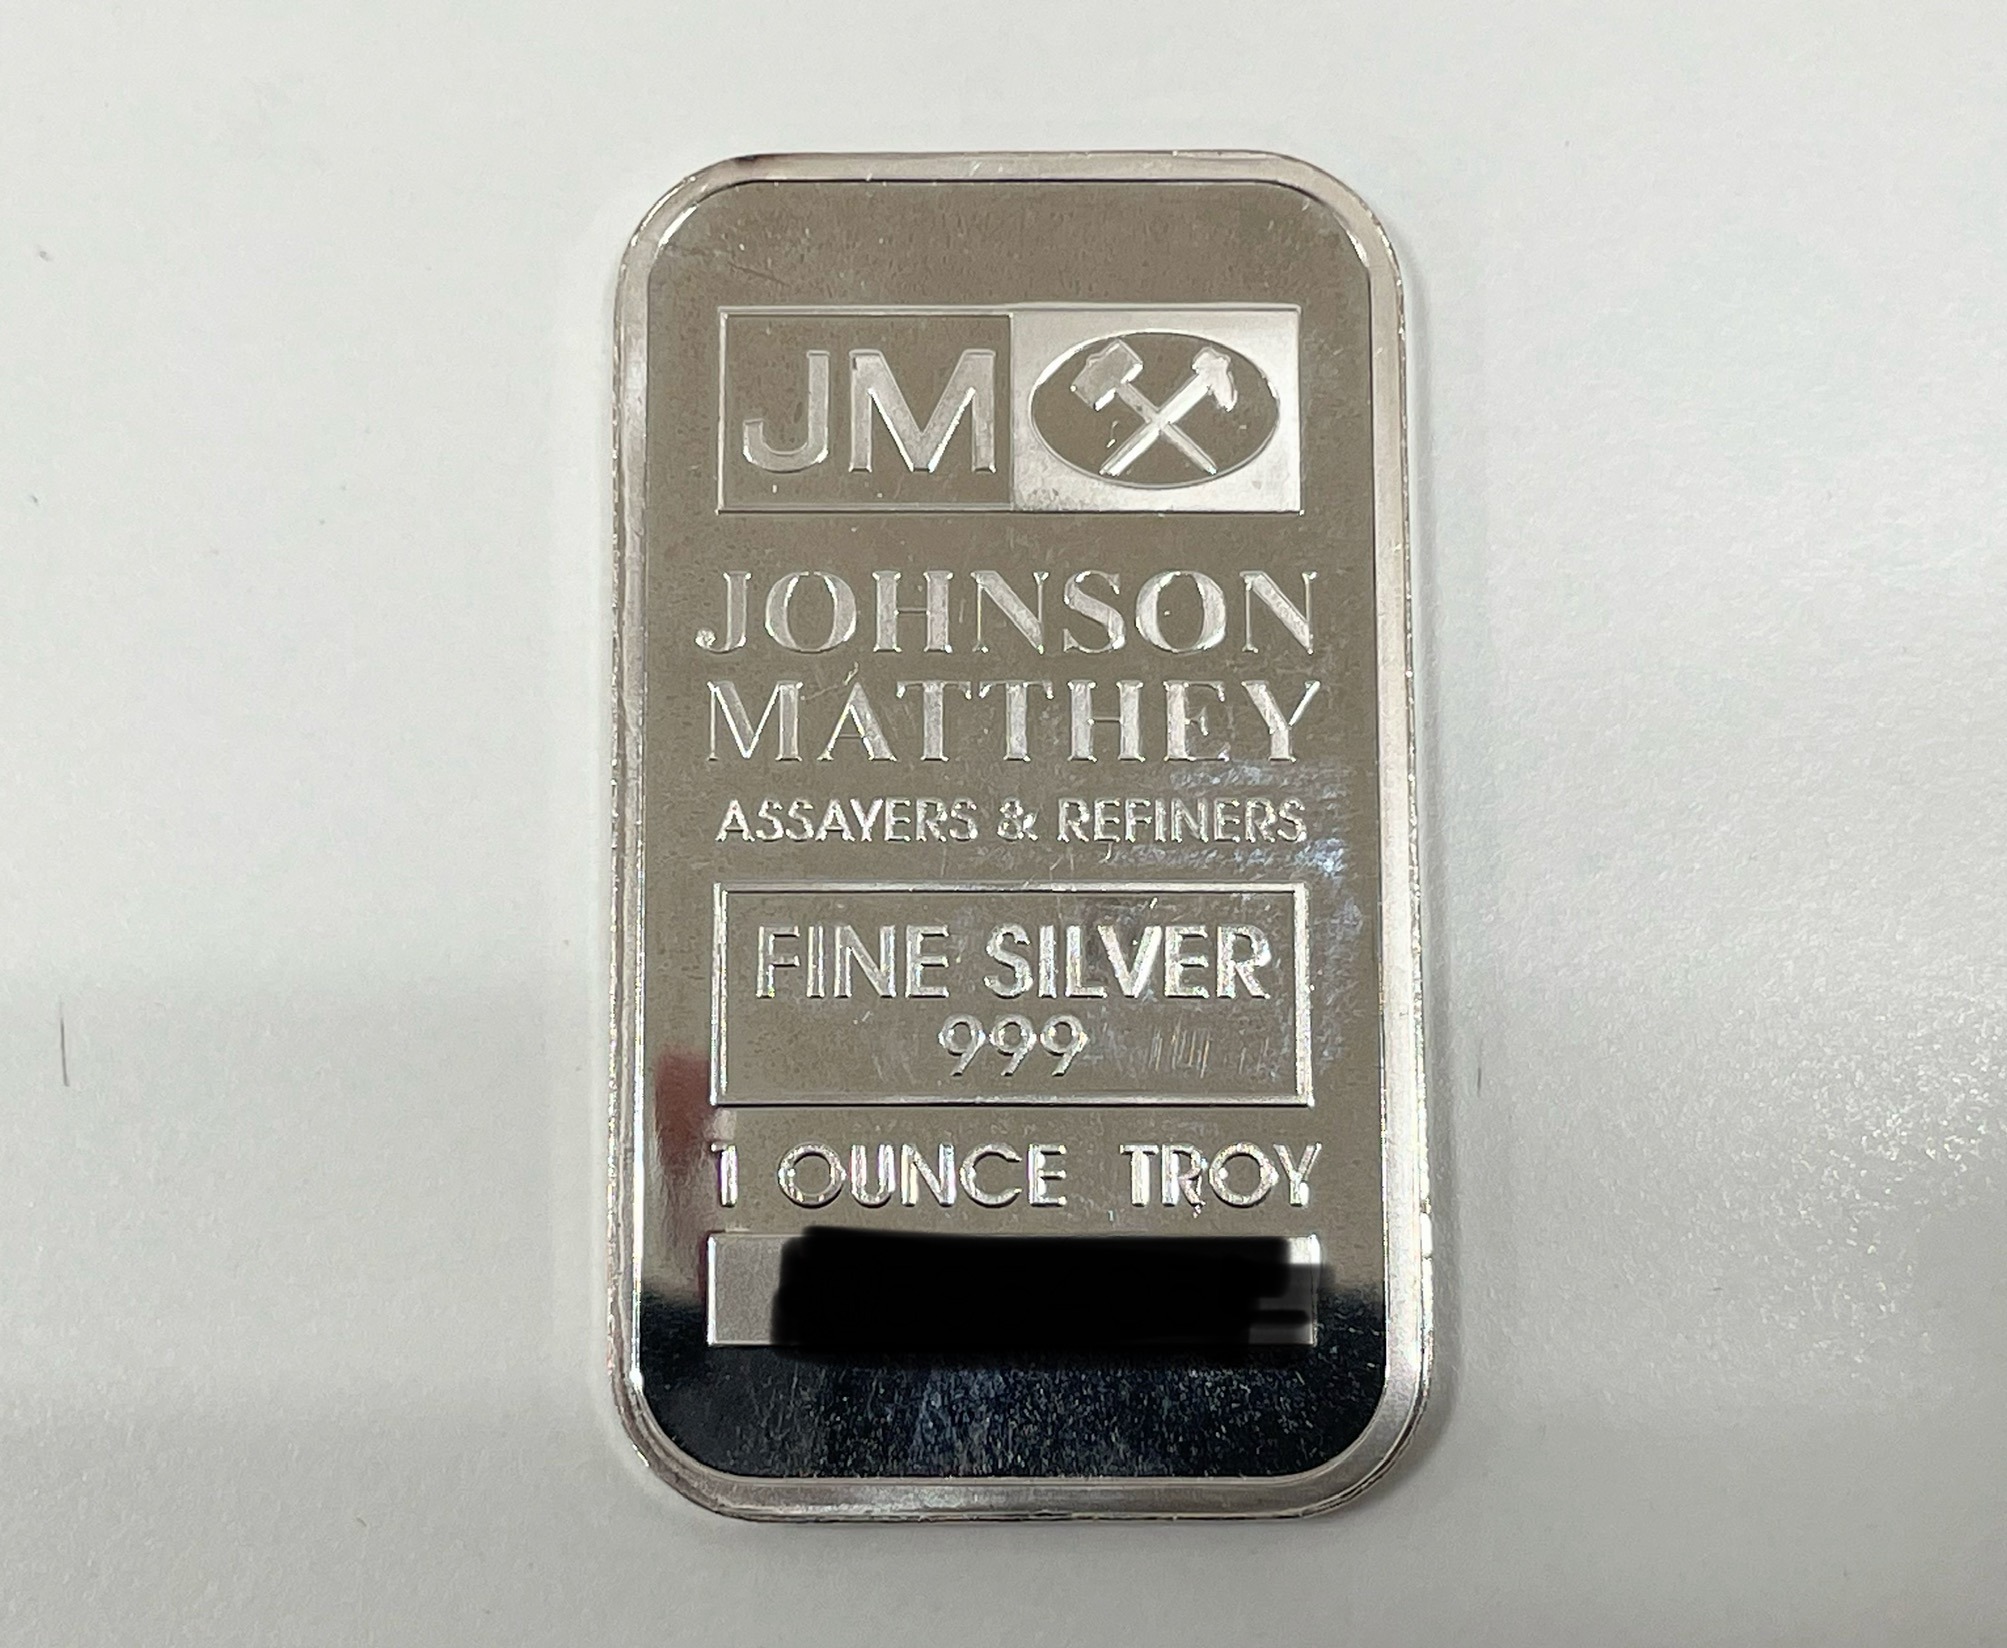 JM
JOHNSON
MATTHEY
ASSAYERS & REFINERS
FINE SILVER
999
1 OUNCE TROY